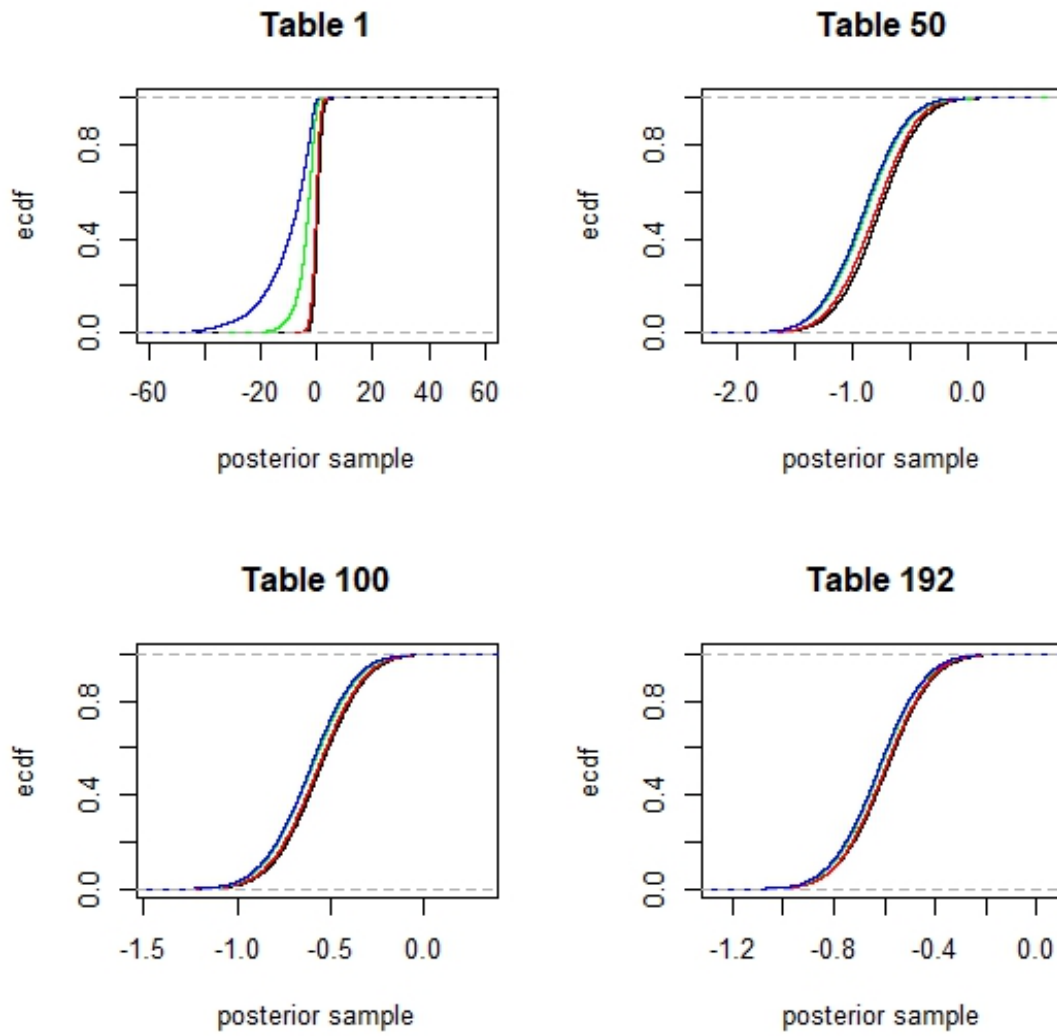 Table 1
Table 50
ecdf
0.0 0.4 0.8
-60 -20 0 20 40 60
posterior sample
ecdf
0.0 0.4 0.8
-2.0 -1.0 0.0
posterior sample
Table 100
Table 192
ecdf
0.0 0.4 0.8
-1.5 -1.0 -0.5 0.0
posterior sample
ecdf
0.0 0.4 0.8
-1.2 -0.8 -0.4 0.0
posterior sample